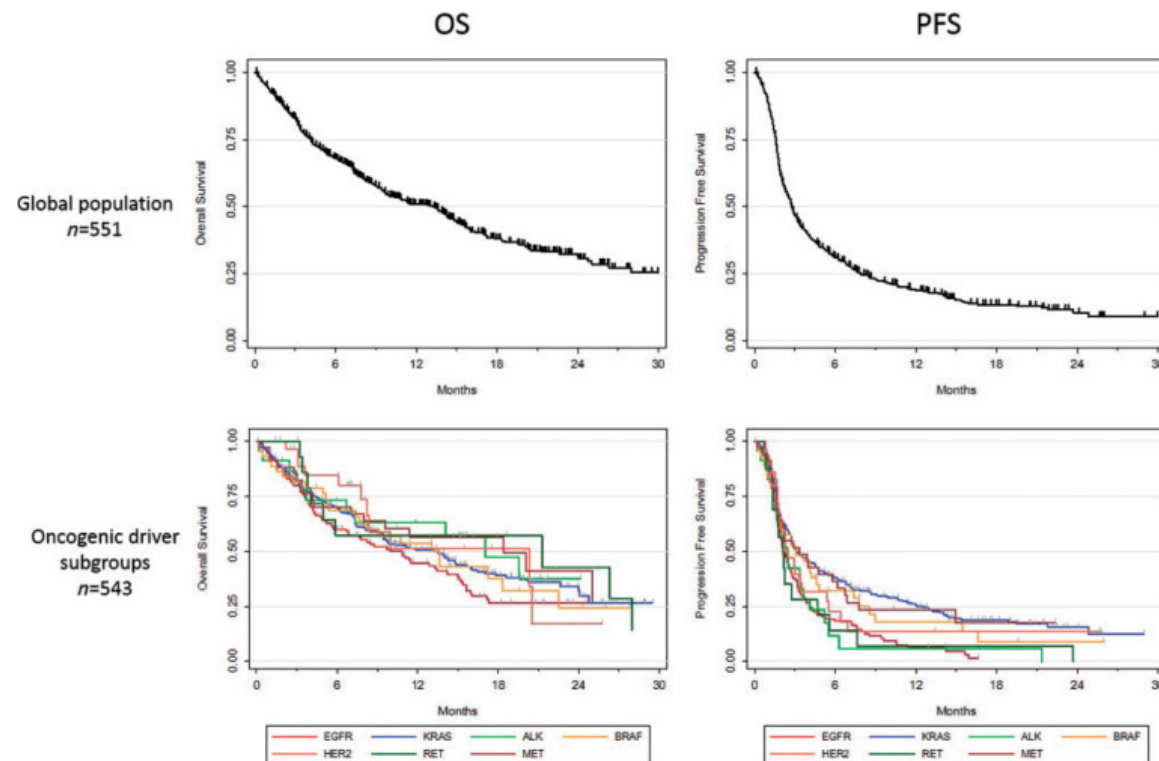 OS
PFS
Global population
n=551
Overall Survival
0.00 0.25 0.50 0.75 1.00
0 6 12 18 24 30
Months
Progression Free Survival
0.00 0.25 0.50 0.75 1.00
0 6 12 18 24 30
Months
Oncogenic driver
subgroups
n=543
Overall Survival
0.00 0.25 0.50 0.75 1.00
0 6 12 18 24 30
Months
EGFR KRAS ALK BRAF
HER2 RET MET
Progression Free Survival
0.00 0.25 0.50 0.75 1.00
0 6 12 18 24 30
Months
EGFR KRAS ALK BRAF
HER2 RET MET